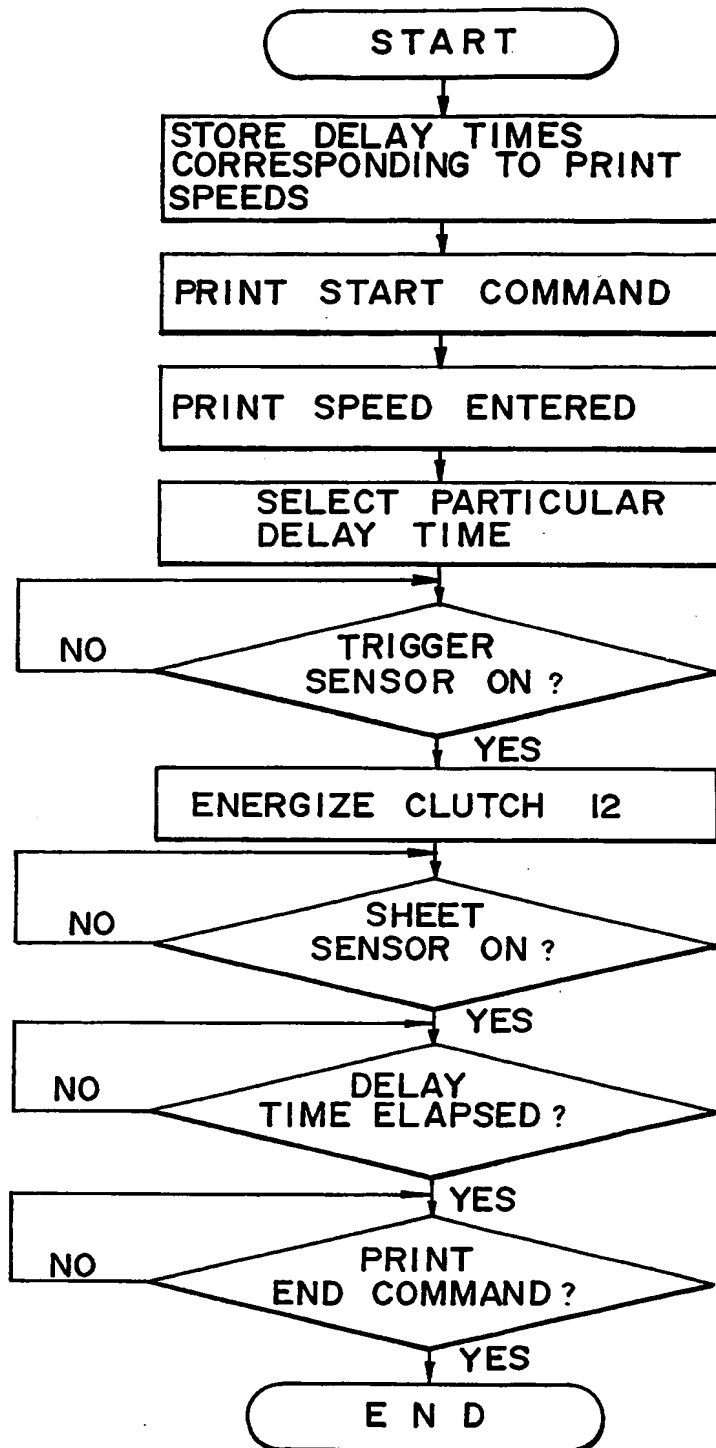 START
STORE DELAY TIMES
CORRESPONDING TO PRINT
SPEEDS
PRINT START COMMAND
PRINT SPEED ENTERED
SELECT PARTICULAR
DELAY TIME
TRIGGER
SENSOR ON ?
NO
YES
ENERGIZE CLUTCH 12
SHEET
SENSOR ON ?
NO
YES
DELAY
TIME ELAPSED ?
NO
YES
PRINT
END COMMAND ?
NO
YES
END